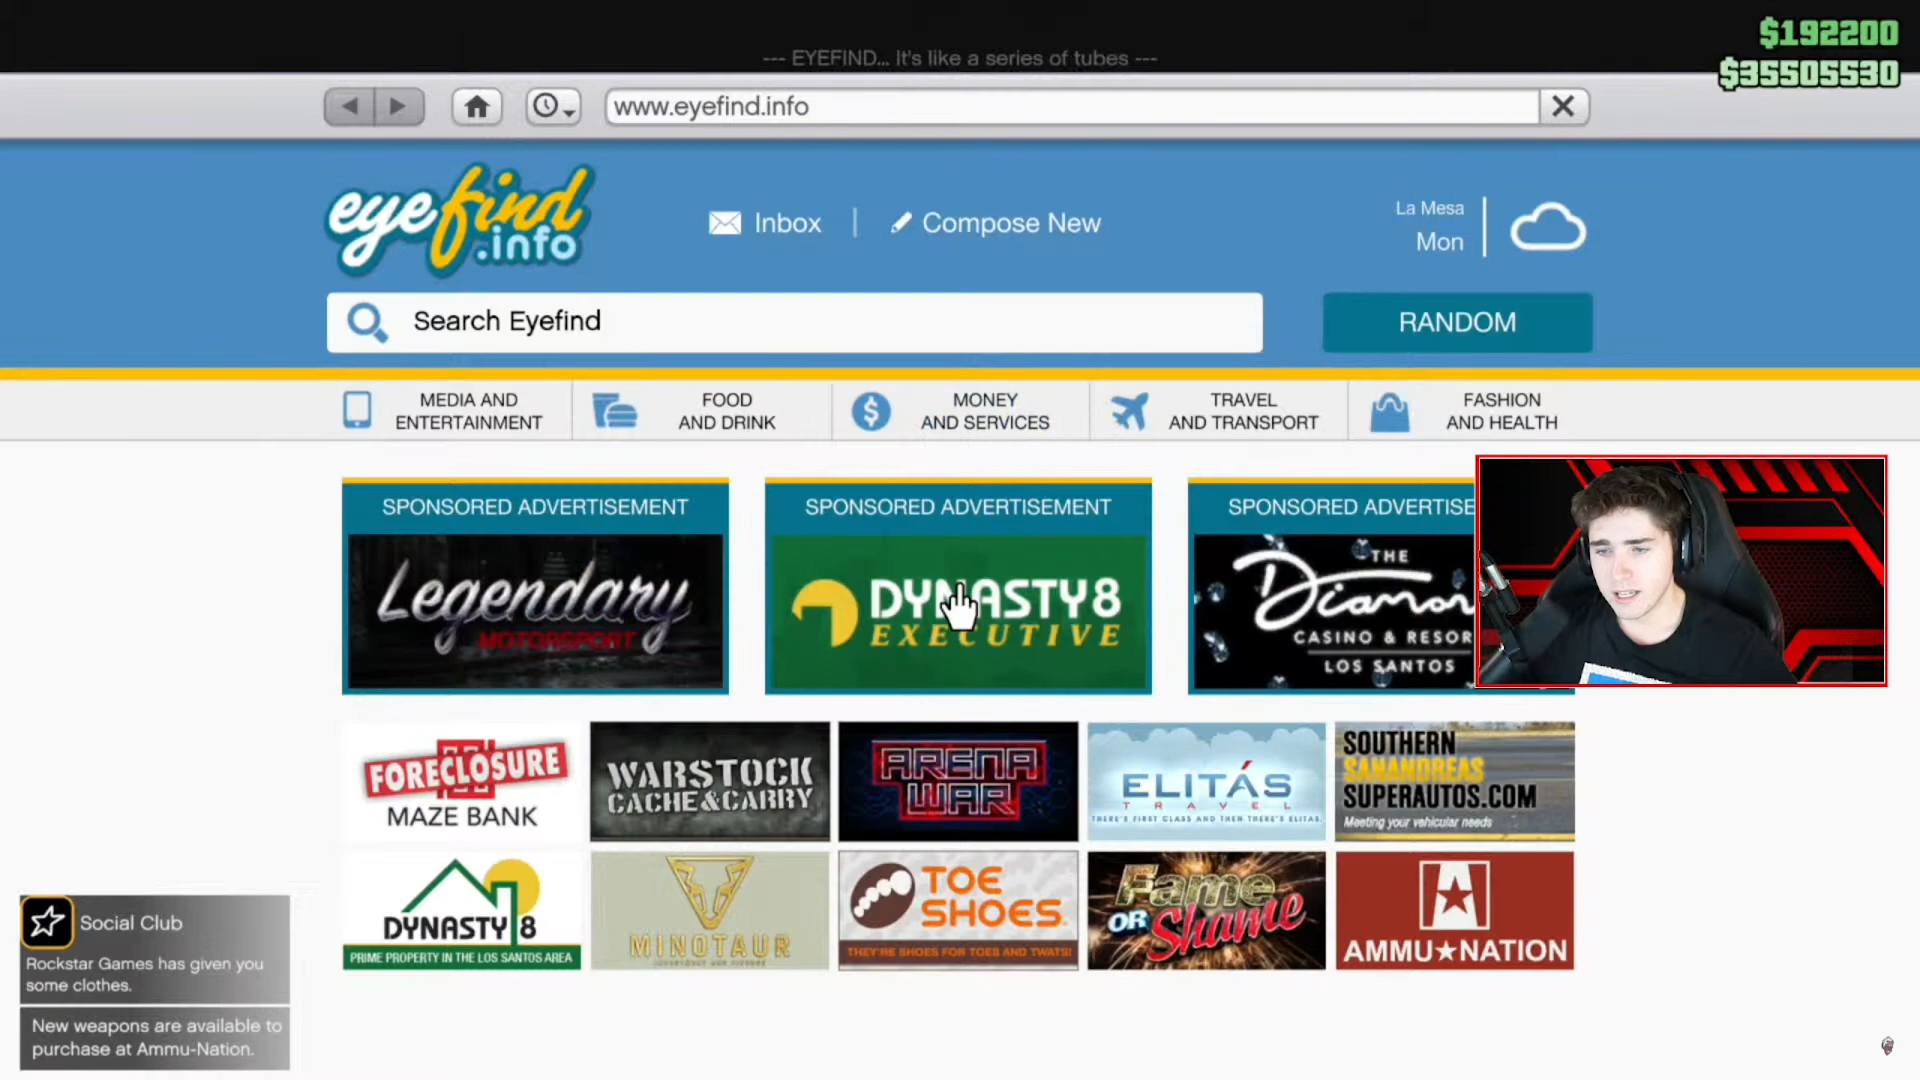 $192200
$35505530
--- EYEFIND... It's like a series of tubes ---
www.eyefind.info
eyefind
.info
Inbox
Compose New
La Mesa
Mon
Search Eyefind
RANDOM
MEDIA AND
ENTERTAINMENT
FOOD
AND DRINK
MONEY
AND SERVICES
TRAVEL
AND TRANSPORT
FASHION
AND HEALTH
SPONSORED ADVERTISEMENT
Legendary
MOTORSPORT
SPONSORED ADVERTISEMENT
DYNASTY8
EXECUTIVE
SPONSORED ADVERTISE
THE
Diamon
CASINO & RESOR
LOS SANTOS
FORECLOSURE
MAZE BANK
WARSTOCK
CACHE&CARRY
ARENA
WAR
ELITÁS
TRAVEL
THERE'S FIRST CLASS AND THEN THERE'S ELITAS.
SOUTHERN
SANANDREAS
SUPERAUTOS.COM
Meeting your vehicular needs
DYNASTY 8
PRIME PROPERTY IN THE LOS SANTOS AREA
MINOTAUR
TOE
SHOES
THEY'RE SHOES FOR TOES AND TWATS!
Fame
OR Shame
AMMU★NATION
Social Club
Rockstar Games has given you
some clothes.
New weapons are available to
purchase at Ammu-Nation.